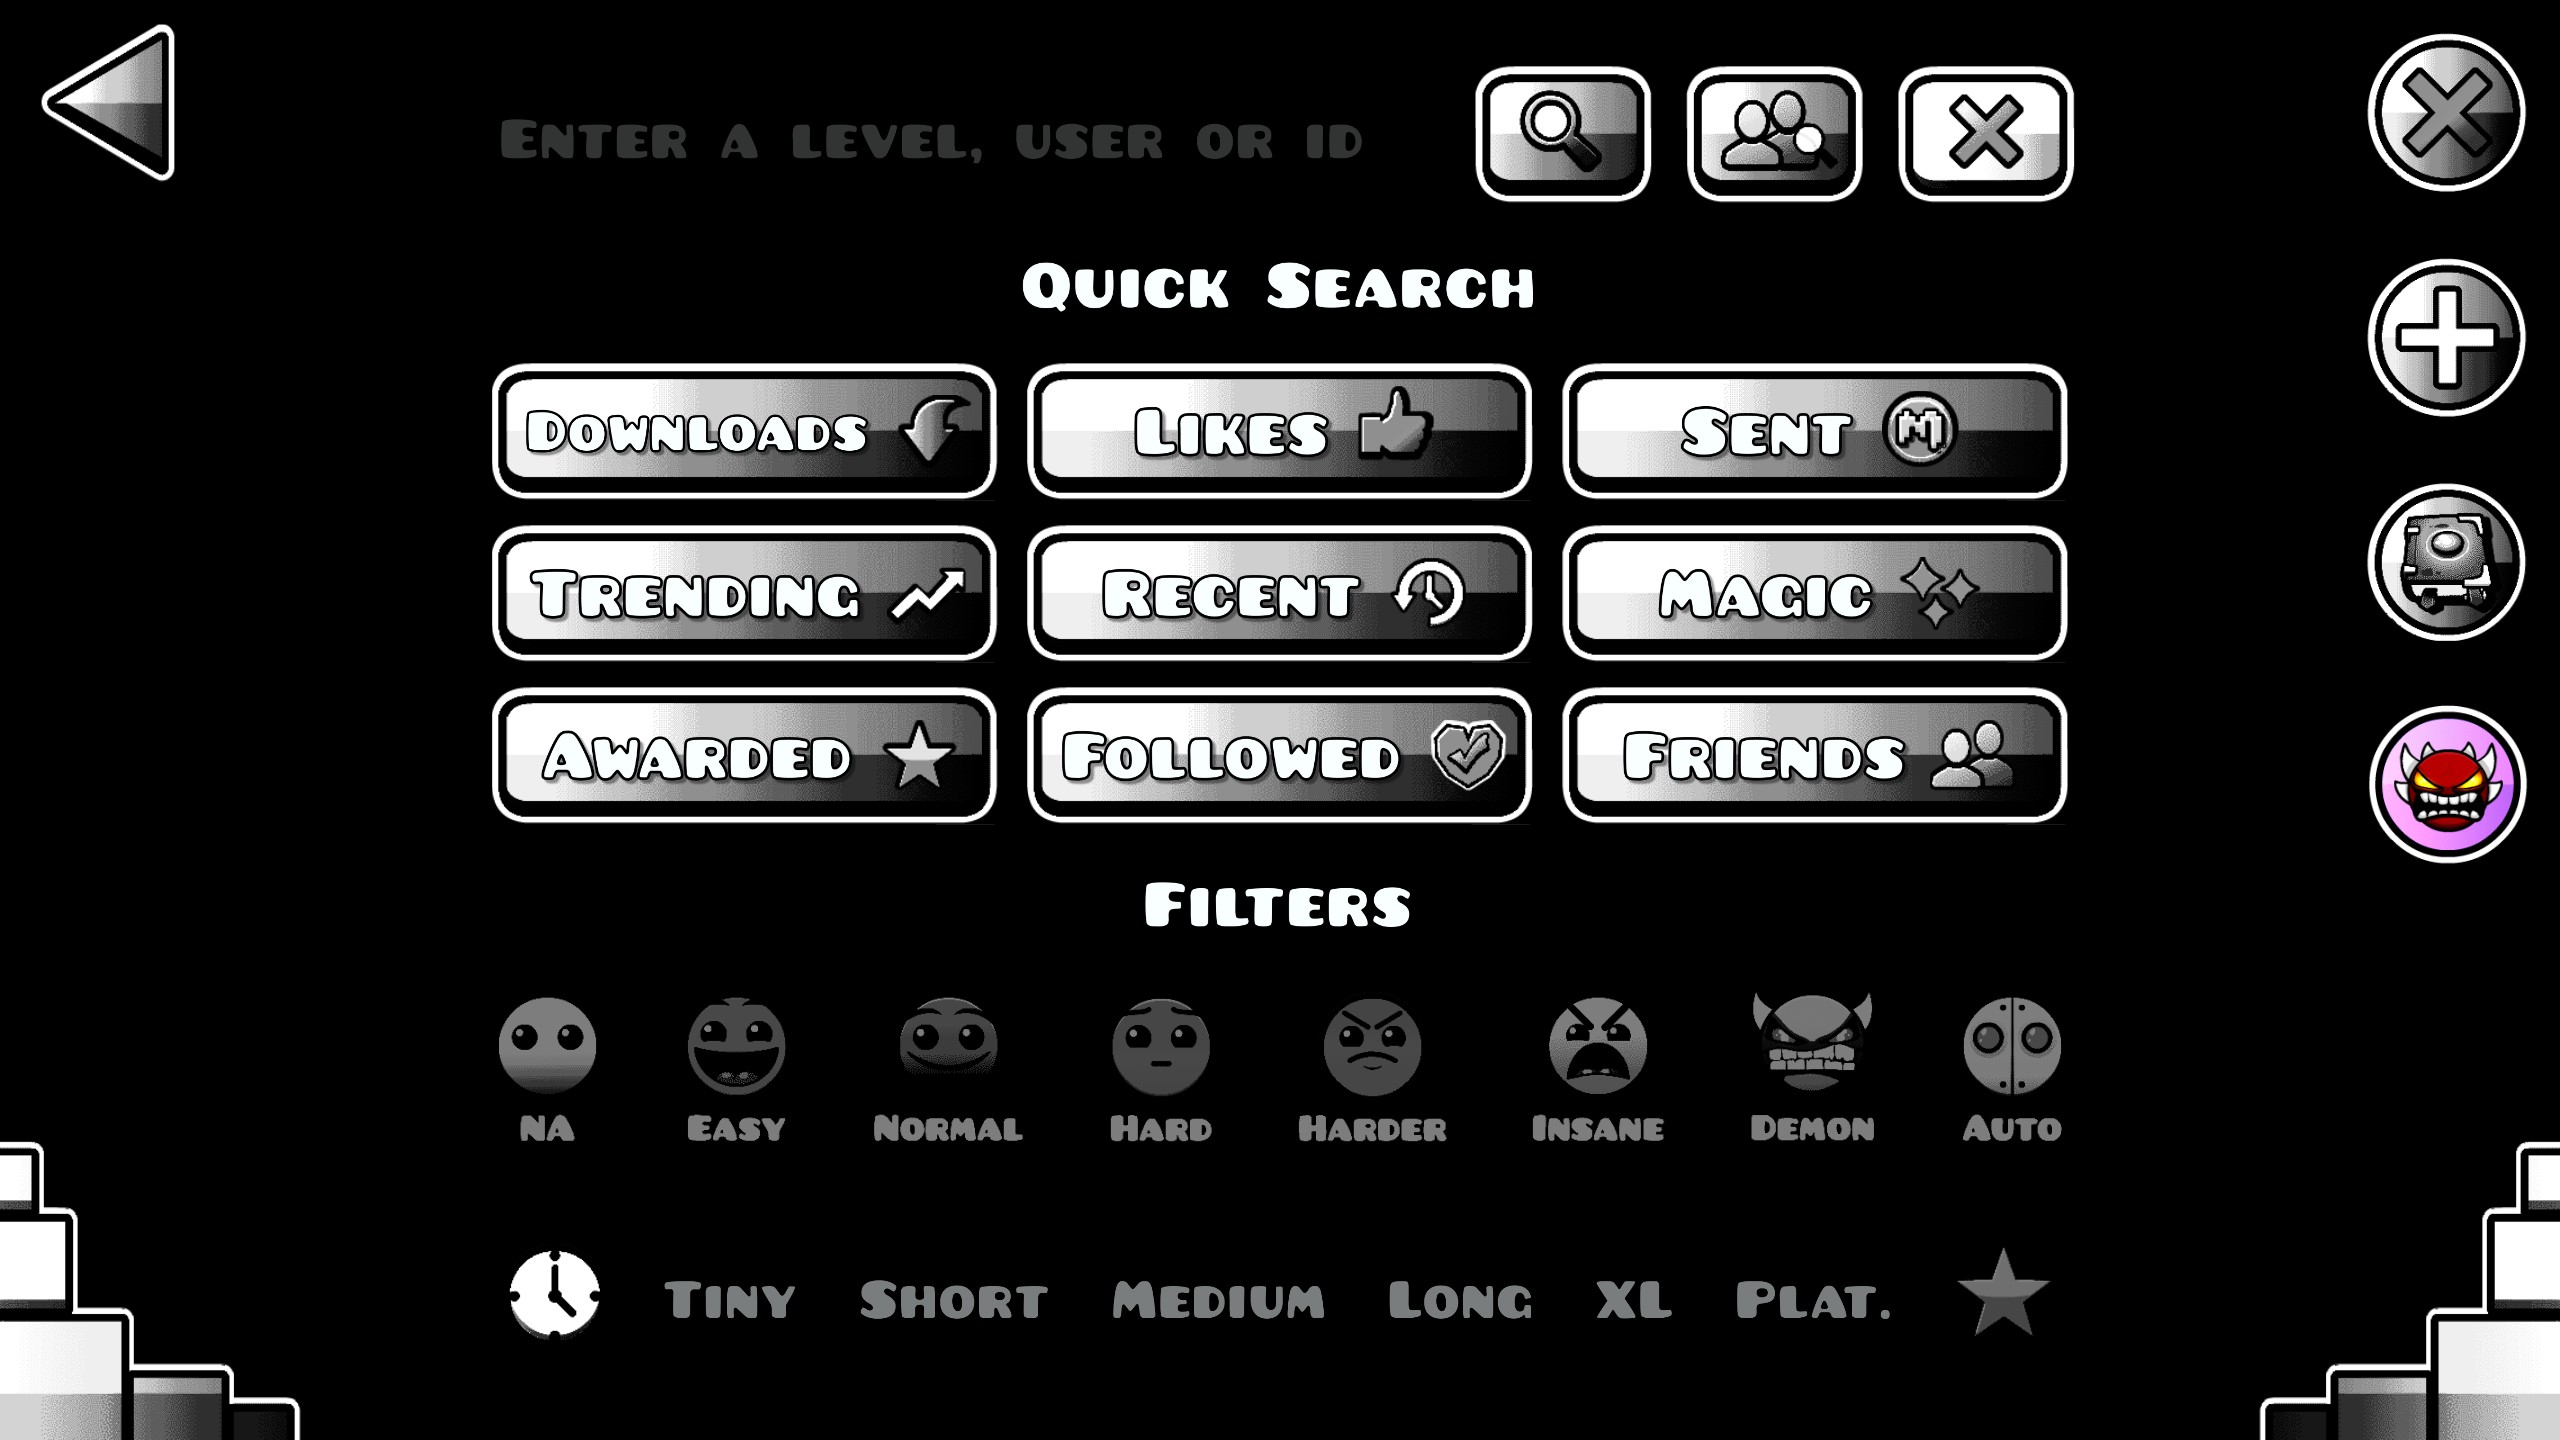 Enter a level, user or id
Quick Search
Downloads Likes Sent
Trending Recent Magic
Awarded Followed Friends
Filters
NA Easy Normal Hard Harder Insane Demon Auto
Tiny Short Medium Long XL Plat.